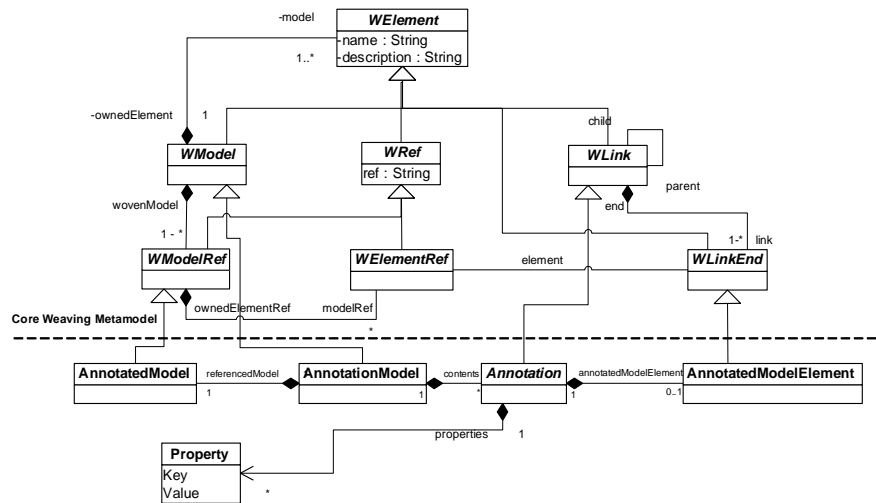 -model
WElement
-name : String
-description : String
1..*
-ownedElement
1
child
WModel
WRef
ref : String
WLink
parent
wovenModel
end
1 - *
1-*
link
WModelRef
WElementRef
element
WLinkEnd
ownedElementRef
modelRef
Core Weaving Metamodel
*
AnnotatedModel
referencedModel
1
AnnotationModel
1
contents
*
Annotation
1
annotatedModelElement
0..1
AnnotatedModelElement
properties
1
Property
Key
Value
*